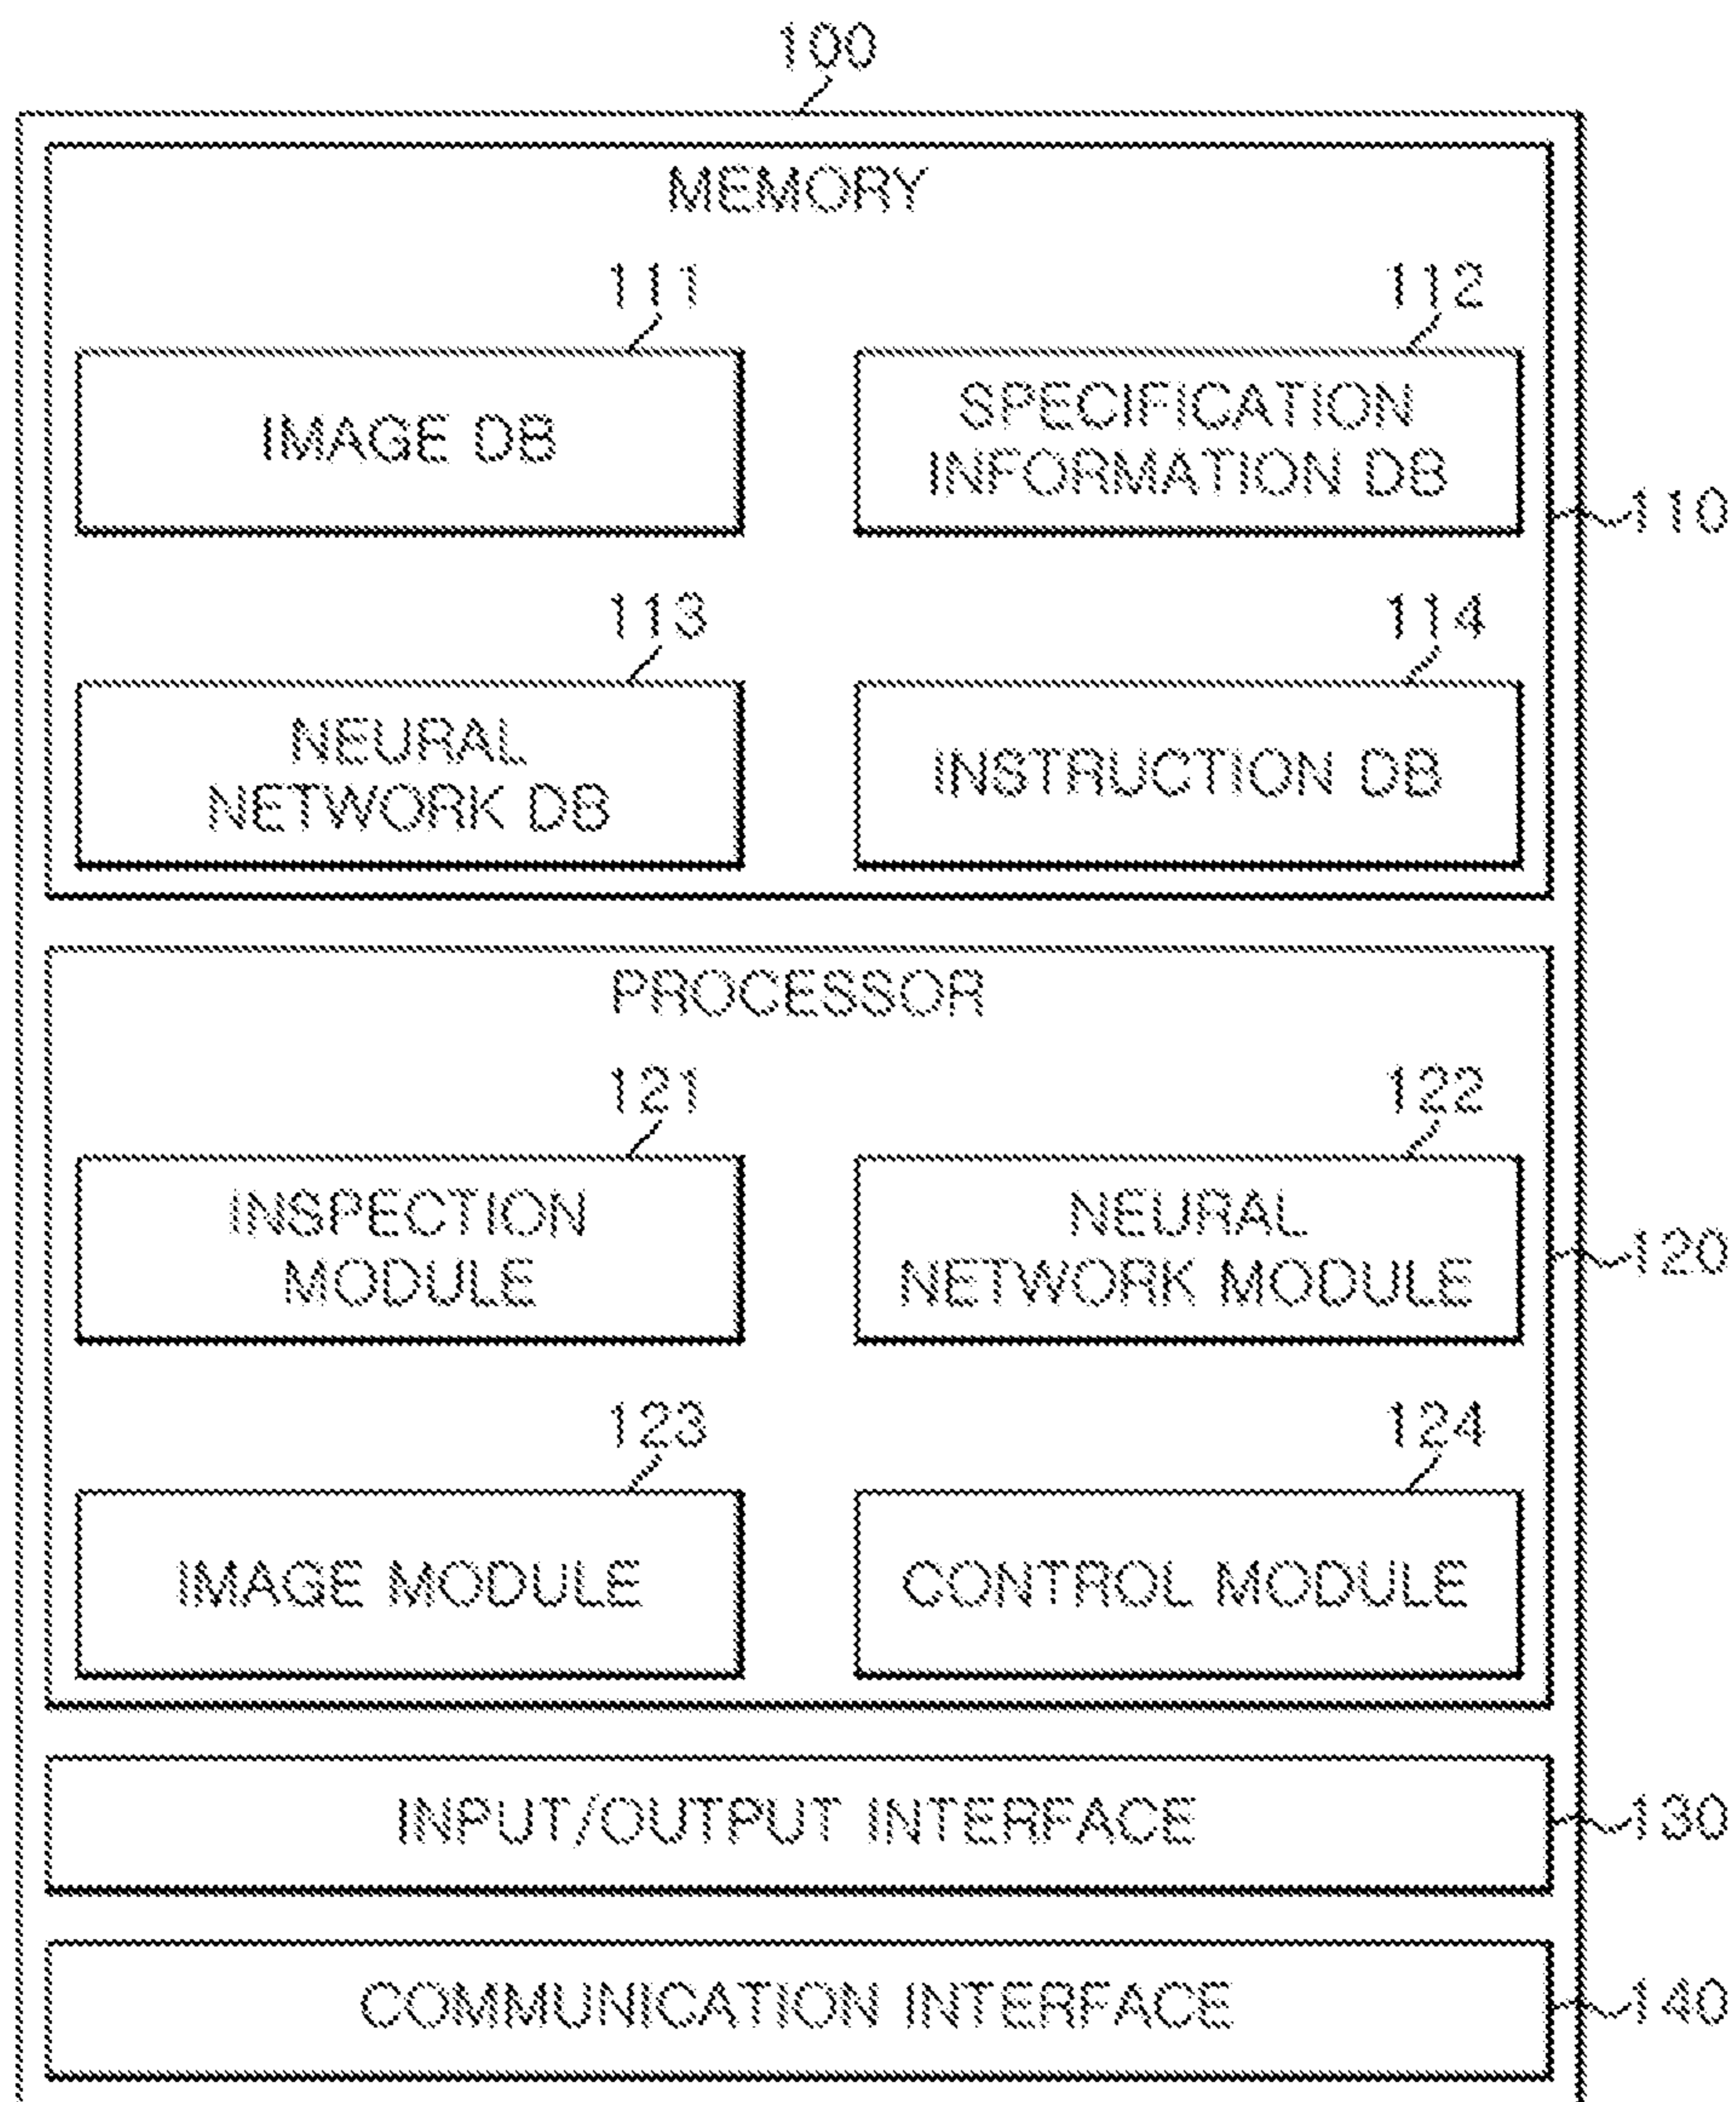 100
MEMORY
111
112
IMAGE DB
SPECIFICATION
INFORMATION DB
110
113
114
NEURAL
NETWORK DB
INSTRUCTION DB
PROCESSOR
121
122
INSPECTION
MODULE
NEURAL
NETWORK MODULE
120
123
124
IMAGE MODULE
CONTROL MODULE
INPUT/OUTPUT INTERFACE
130
COMMUNICATION INTERFACE
140